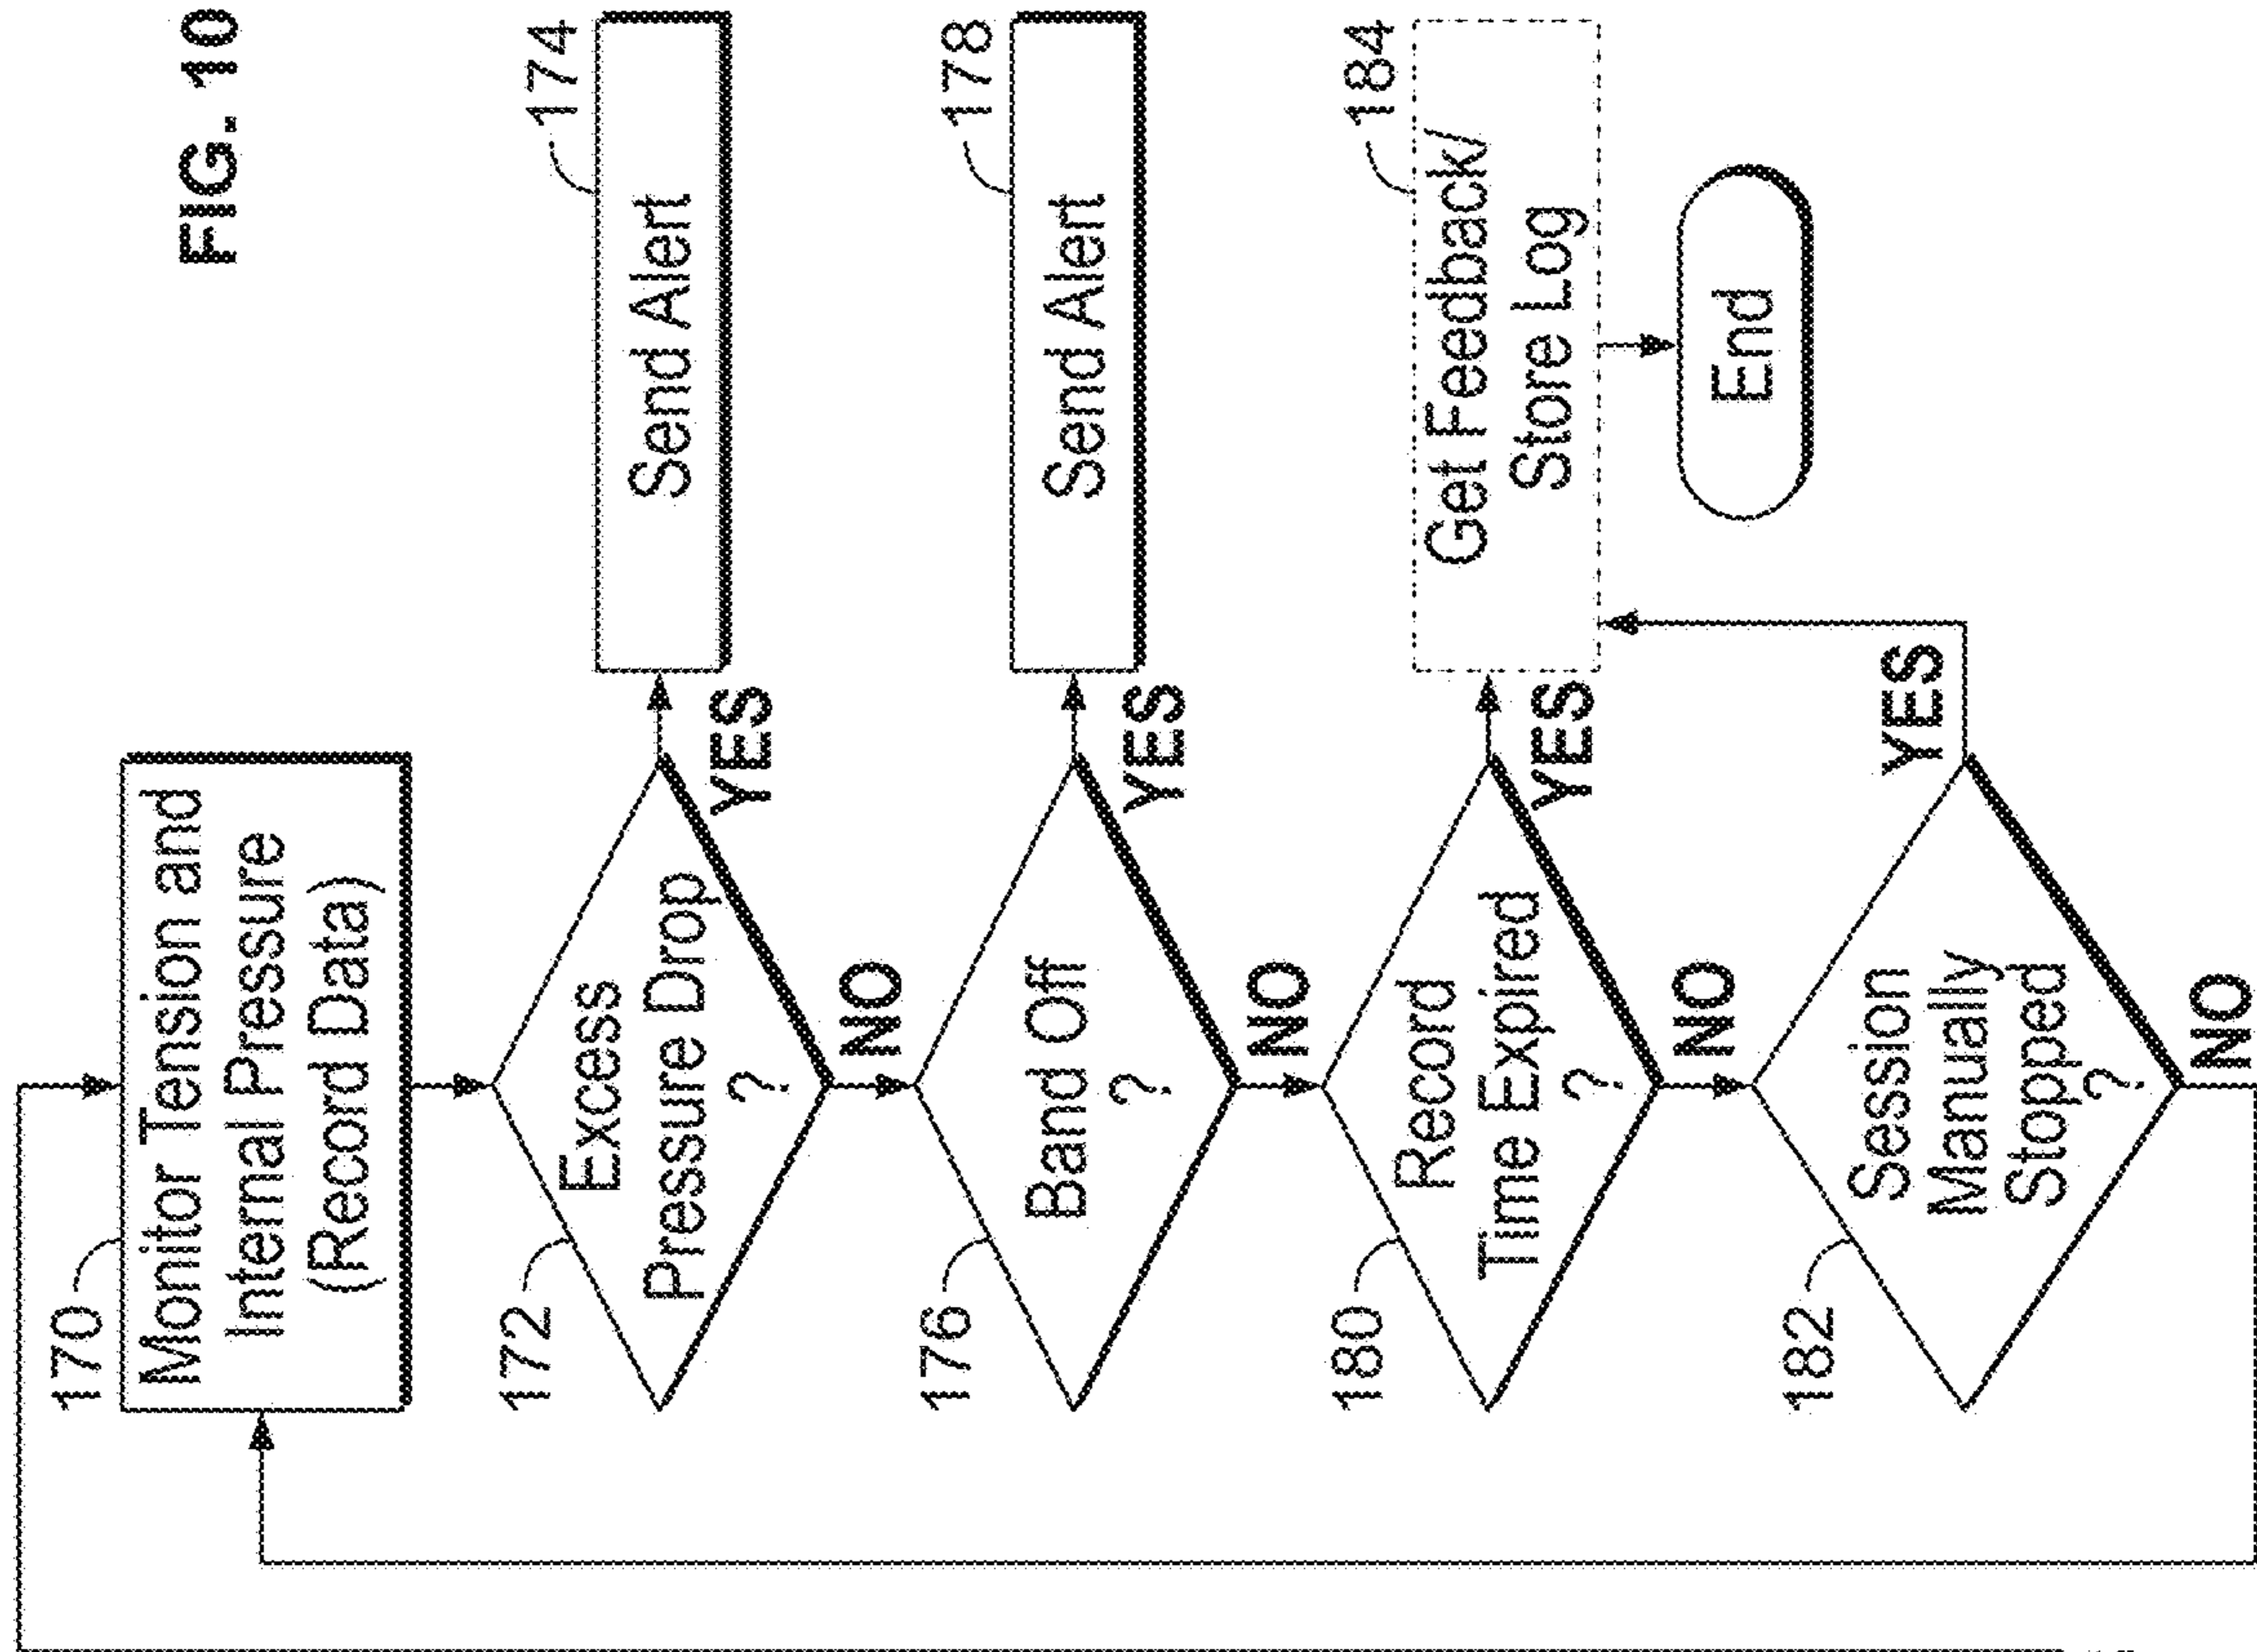 FIG. 10
170
Monitor Tension and
Internal Pressure
(Record Data)
172
Excess
Pressure Drop
?
YES
174
Send Alert
NO
176
Band Off
?
YES
178
Send Alert
NO
180
Record
Time Expired
?
YES
184
Get Feedback/
Store Log
End
NO
182
Session
Manually
Stopped
?
YES
NO